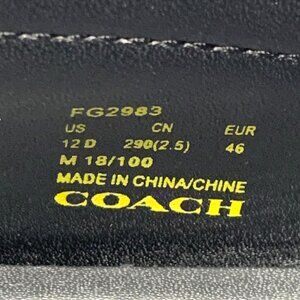 FG2983
US CN EUR
12 D 290(2.5) 46
M 18/100
MADE IN CHINA/CHINE
COACH